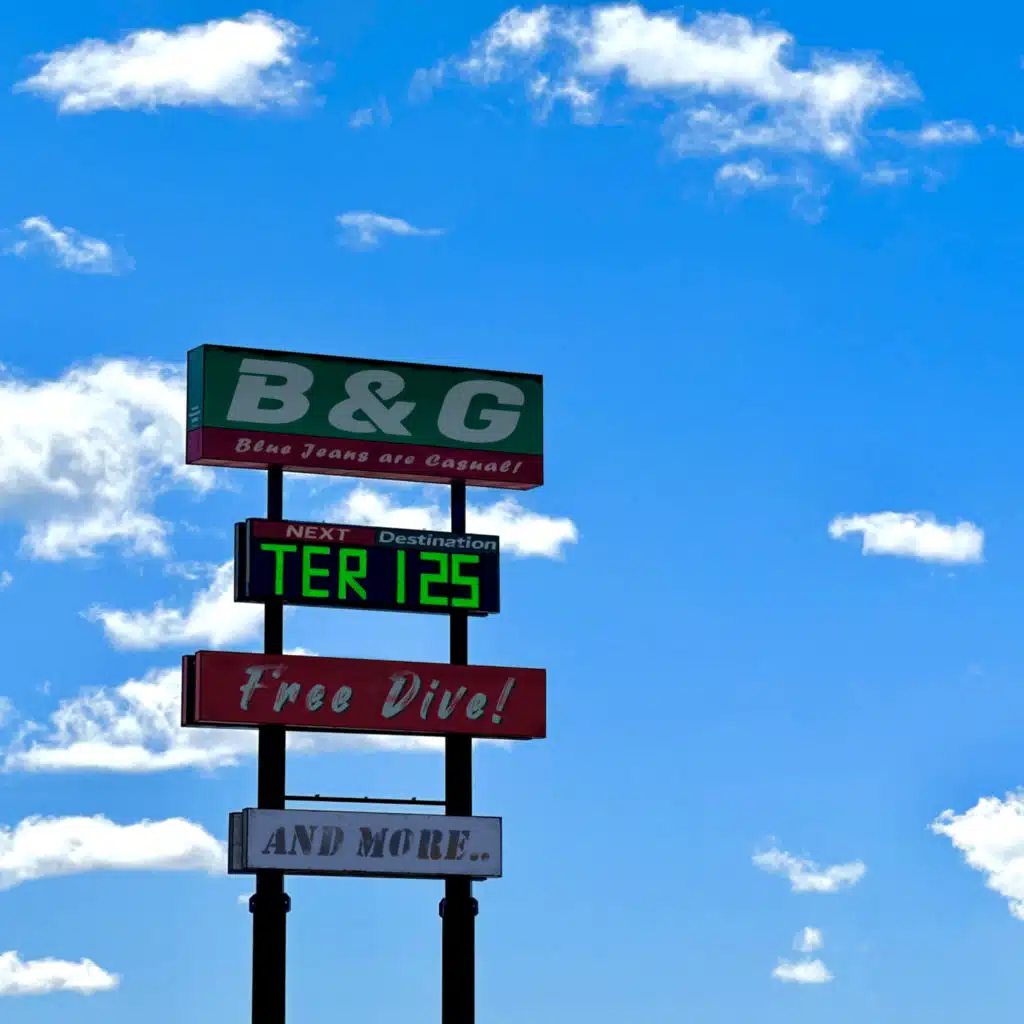 B&G
Blue Jeans are Casual!
NEXT Destination
TER 125
Free Dive!
AND MORE..